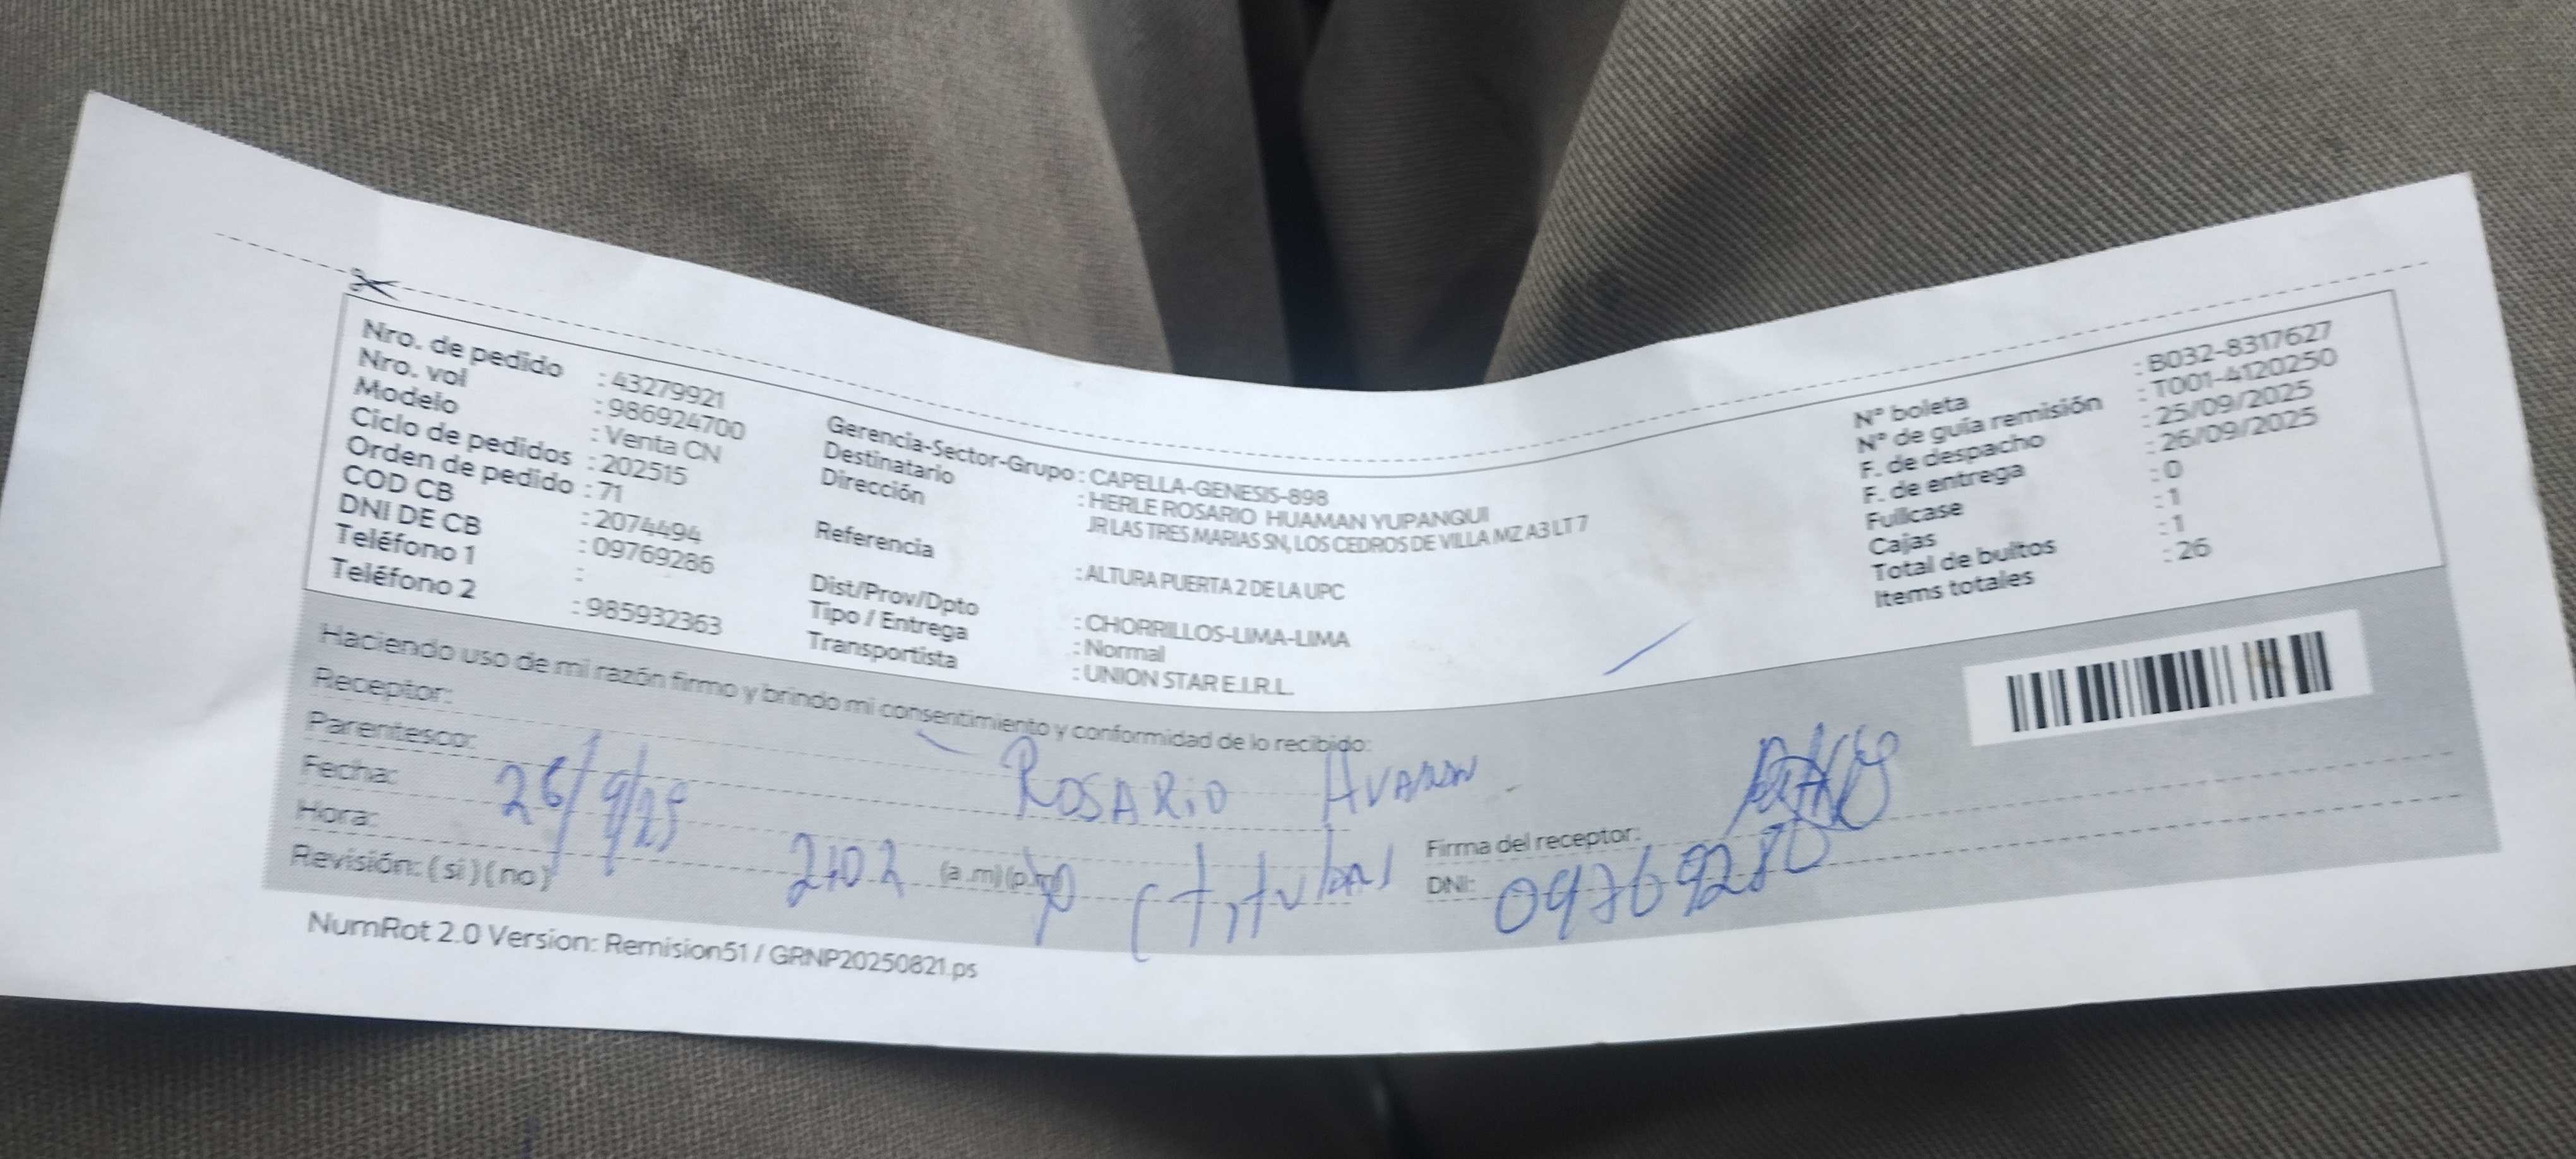 Nro. de pedido : 43279921
Nro. vol : 986924700
Modelo : Venta CN
Ciclo de pedidos : 202515
Orden de pedido : 71
COD CB : 2074494
DNI DE CB : 09769286
Teléfono 1 :
Teléfono 2 : 985932363
Gerencia-Sector-Grupo : CAPELLA-GENESIS-898
Destinatario : HERLE ROSARIO HUAMAN YUPANQUI
Dirección JR LAS TRES MARIAS SN, LOS CEDROS DE VILLA MZ A3 LT 7
Referencia : ALTURA PUERTA 2 DE LA UPC
Dist/Prov/Dpto : CHORRILLOS-LIMA-LIMA
Tipo / Entrega : Normal
Transportista : UNION STAR E.I.R.L.
N° boleta : B032-8317627
N° de guía remisión : T001-4120250
F. de despacho : 25/09/2025
F. de entrega : 26/09/2025
Fullcase : 0
Cajas : 1
Total de bultos : 1
Items totales : 26
Haciendo uso de mi razón firmo y brindo mi consentimiento y conformidad de lo recibido:
Receptor: ROSARIO
Parentesco:
Fecha: 26/9/25
Hora: (a.m) (p.m)
Revisión: ( si ) ( no )
(titular
Firma del receptor:
DNI:
NumRot 2.0 Version: Remision51 / GRNP20250821.ps